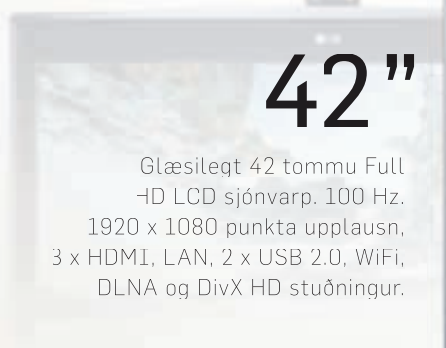 42"
Glæsilegt 42 tommu Full
HD LCD sjónvarp. 100 Hz.
1920 x 1080 punkta upplausn,
3 x HDMI, LAN, 2 x USB 2.0, WiFi,
DLNA og DivX HD stuðningur.